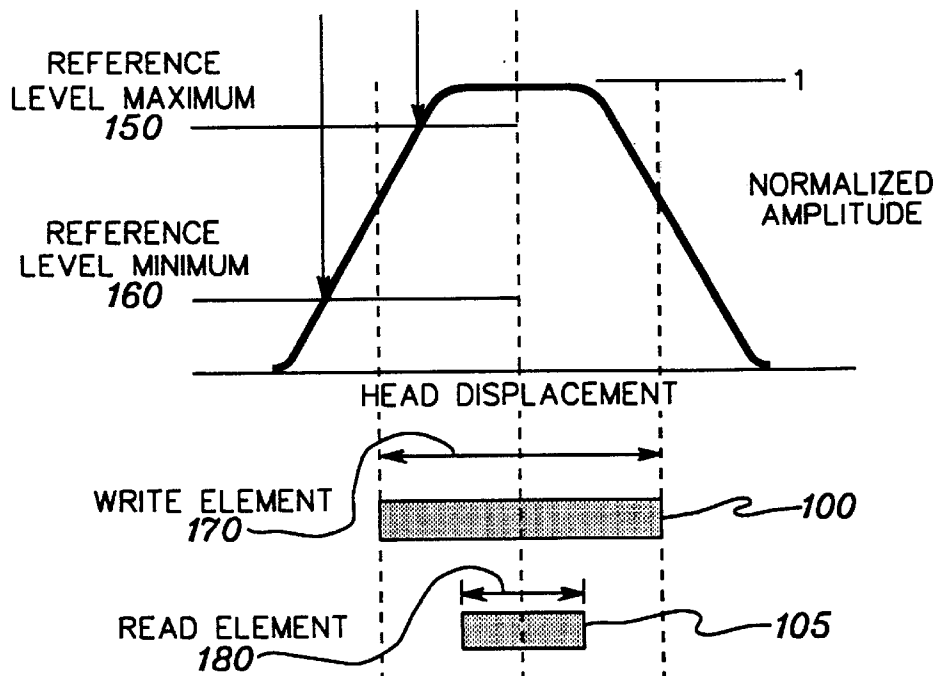 REFERENCE
LEVEL MAXIMUM
150
1
NORMALIZED
AMPLITUDE
REFERENCE
LEVEL MINIMUM
160
HEAD DISPLACEMENT
WRITE ELEMENT
170
100
READ ELEMENT
180
105